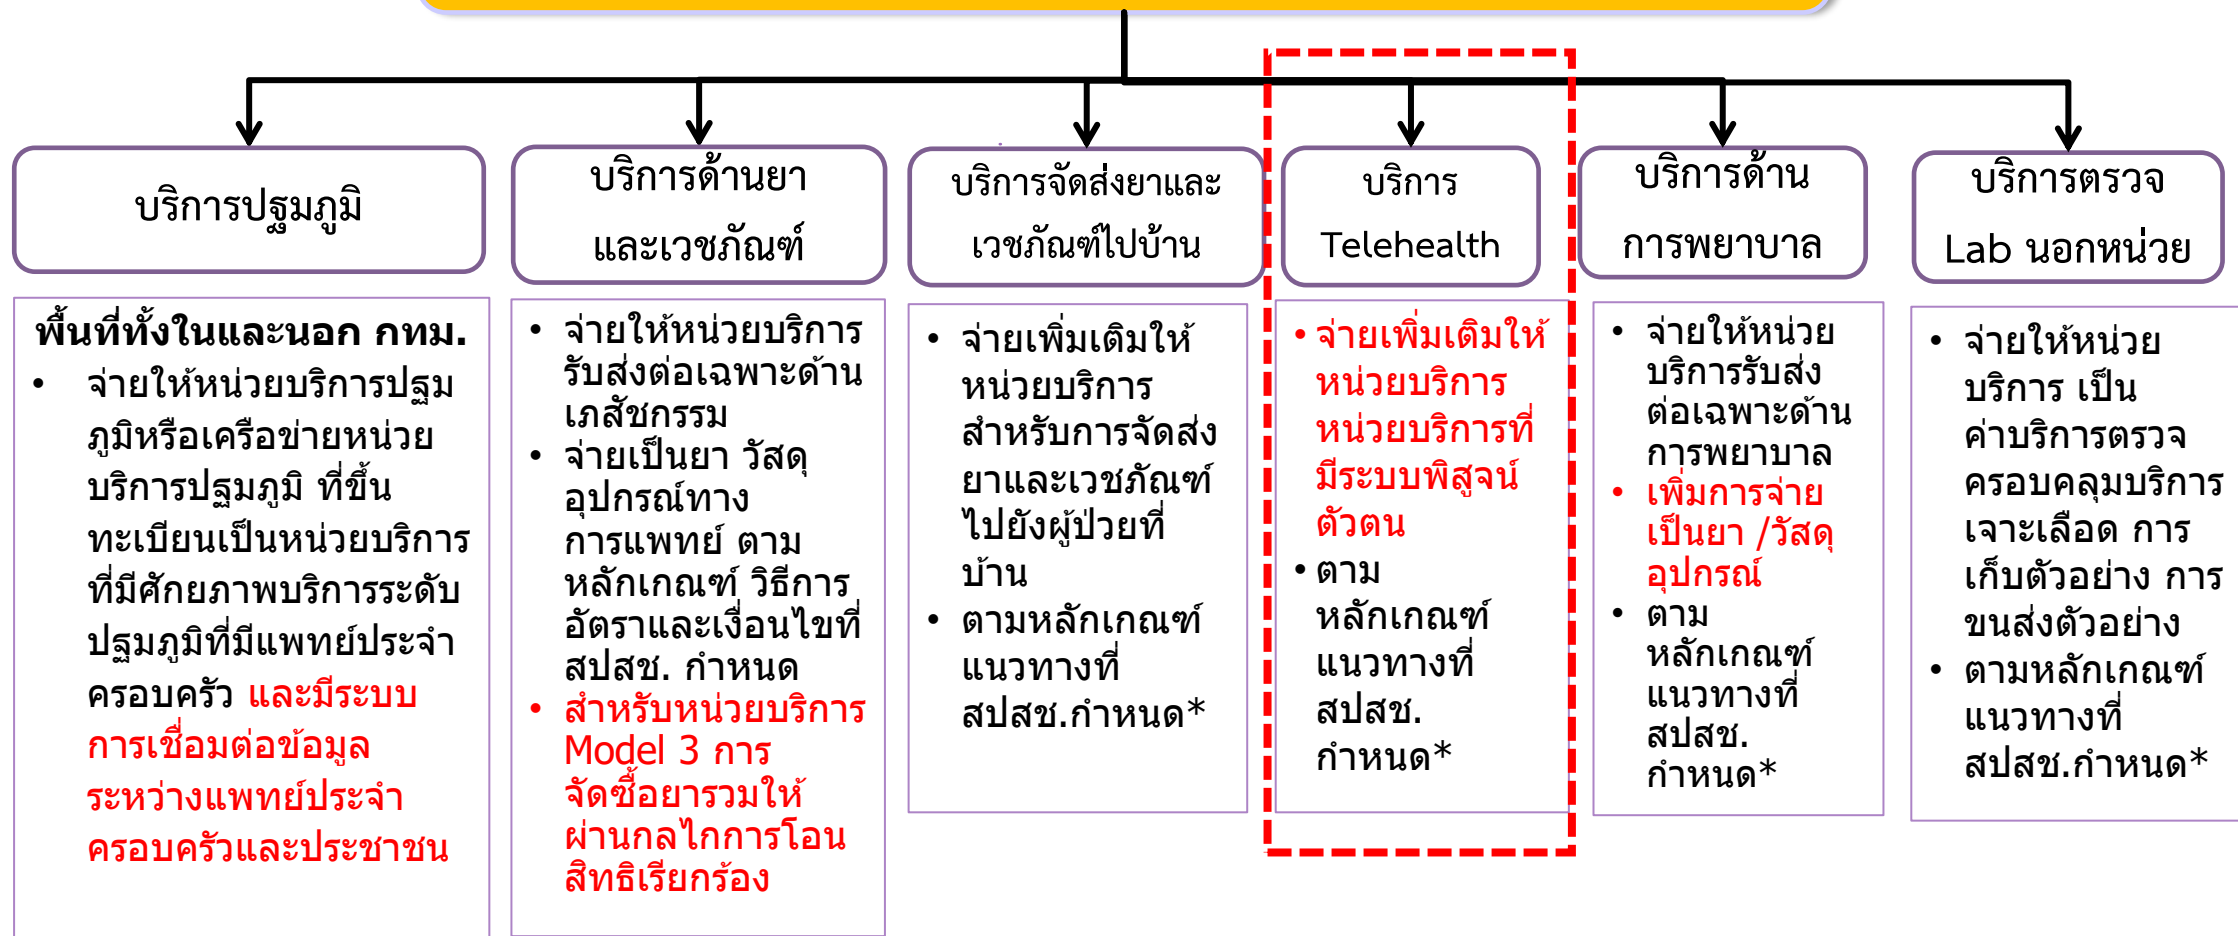 บริการปฐมภูมิ
พื้นที่ทั้งในและนอก กทม.
• จ่ายให้หน่วยบริการปฐม
ภูมิหรือเครือข่ายหน่วย
บริการปฐมภูมิ ที่ขึ้น
ทะเบียนเป็นหน่วยบริการ
ที่มีศักยภาพบริการระดับ
ปฐมภูมิที่มีแพทย์ประจำ
ครอบครัว และมีระบบ
การเชื่อมต่อข้อมูล
ระหว่างแพทย์ประจำ
ครอบครัวและประชาชน
บริการด้านยา
และเวชภัณฑ์
• จ่ายให้หน่วยบริการ
รับส่งต่อเฉพาะด้าน
เภสัชกรรม
• จ่ายเป็นยา วัสดุ
อุปกรณ์ทาง
การแพทย์ ตาม
หลักเกณฑ์ วิธีการ
อัตราและเงื่อนไขที่
สปสช. กำหนด
• สำหรับหน่วยบริการ
Model 3 การ
จัดซื้อยารวมให้
ผ่านกลไกการโอน
สิทธิเรียกร้อง
บริการจัดส่งยาและ
เวชภัณฑ์ไปบ้าน
• จ่ายเพิ่มเติมให้
หน่วยบริการ
สำหรับการจัดส่ง
ยาและเวชภัณฑ์
ไปยังผู้ป่วยที่
บ้าน
• ตามหลักเกณฑ์
แนวทางที่
สปสช.กำหนด*
บริการ
Telehealth
• จ่ายเพิ่มเติมให้
หน่วยบริการ
หน่วยบริการที่
มีระบบพิสูจน์
ตัวตน
• ตาม
หลักเกณฑ์
แนวทางที่
สปสช.
กำหนด*
บริการด้าน
การพยาบาล
• จ่ายให้หน่วย
บริการรับส่ง
ต่อเฉพาะด้าน
การพยาบาล
• เพิ่มการจ่าย
เป็นยา /วัสดุ
อุปกรณ์
• ตาม
หลักเกณฑ์
แนวทางที่
สปสช.
กำหนด*
บริการตรวจ
Lab นอกหน่วย
• จ่ายให้หน่วย
บริการ เป็น
ค่าบริการตรวจ
ครอบคลุมบริการ
เจาะเลือด การ
เก็บตัวอย่าง การ
ขนส่งตัวอย่าง
• ตามหลักเกณฑ์
แนวทางที่
สปสช.กำหนด*